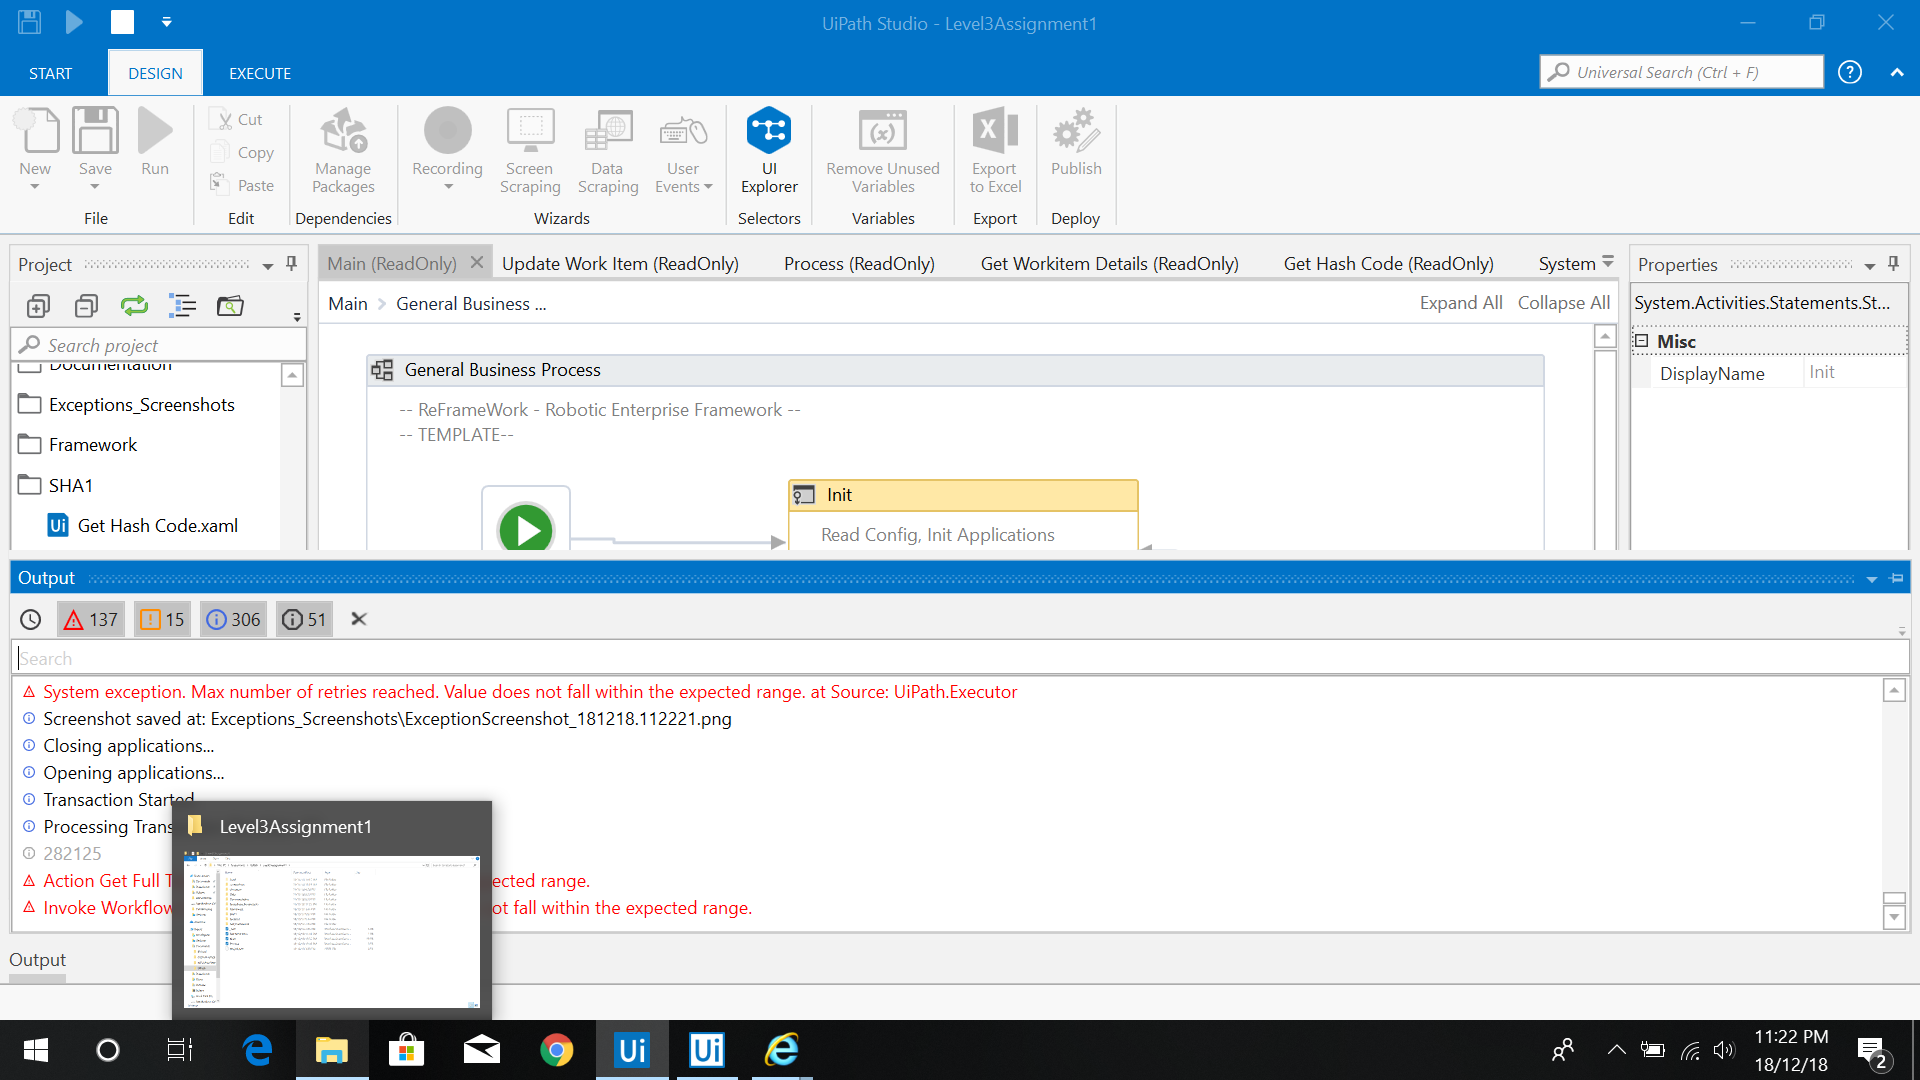 UiPath Studio - Level3Assignment1
START
DESIGN
EXECUTE
Universal Search (Ctrl + F)
New
Save
Run
Cut
Copy
Paste
Manage Packages
Recording
Screen Scraping
Data Scraping
User Events
UI Explorer
Remove Unused Variables
Export to Excel
Publish
File
Edit
Dependencies
Wizards
Selectors
Variables
Export
Deploy
Project
Main (ReadOnly)
Update Work Item (ReadOnly)
Process (ReadOnly)
Get Workitem Details (ReadOnly)
Get Hash Code (ReadOnly)
System
Properties
Main > General Business ...
Expand All
Collapse All
System.Activities.Statements.St...
Search project
Misc
DisplayName
Init
Documentation
Exceptions_Screenshots
Framework
SHA1
Ui Get Hash Code.xaml
General Business Process
-- ReFrameWork - Robotic Enterprise Framework --
-- TEMPLATE--
Init
Read Config, Init Applications
Output
137
15
306
51
Search
System exception. Max number of retries reached. Value does not fall within the expected range. at Source: UiPath.Executor
Screenshot saved at: Exceptions_Screenshots\ExceptionScreenshot_181218.112221.png
Closing applications...
Opening applications...
Transaction Started
Processing Trans
282125
Action Get Full T
ected range.
Invoke Workflow
ot fall within the expected range.
Level3Assignment1
Output
Ui
Ui
11:22 PM
18/12/18
2